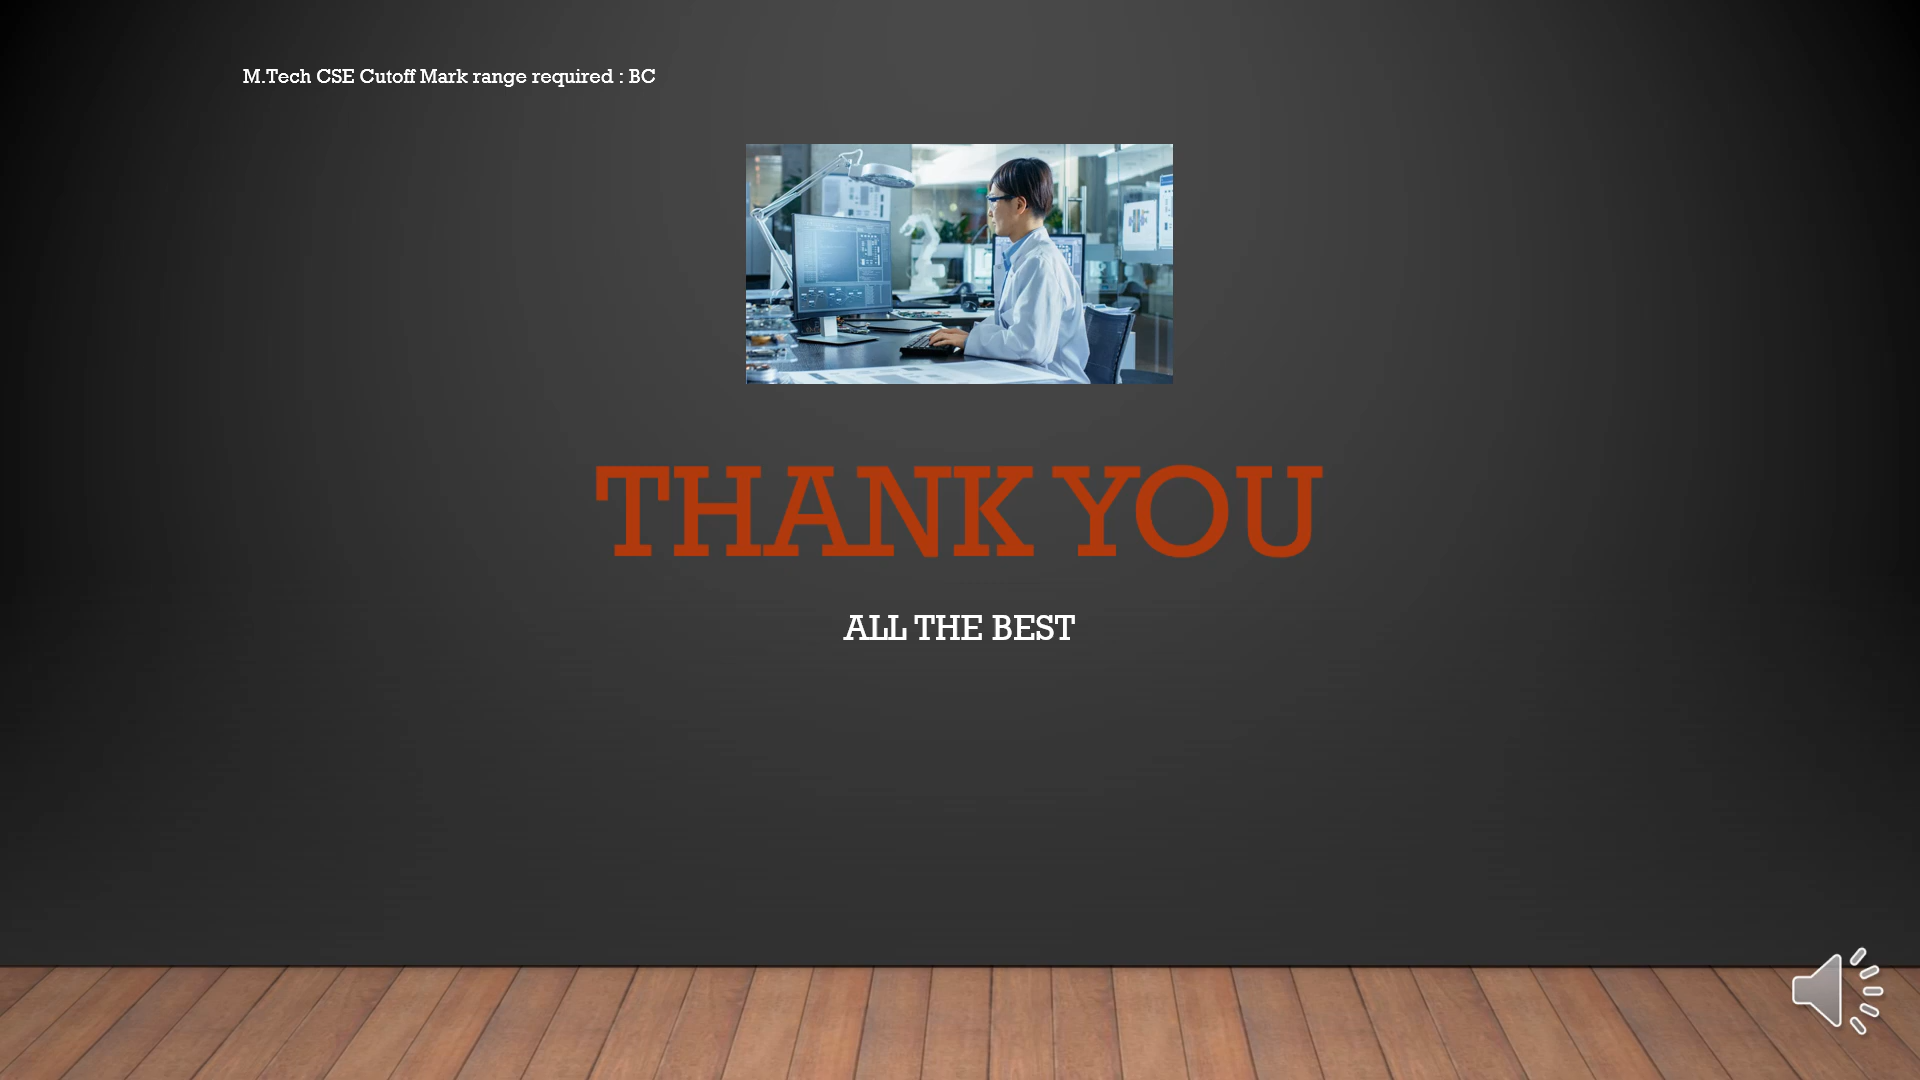 M.Tech CSE Cutoff Mark range required : BC
THANK YOU
ALL THE BEST